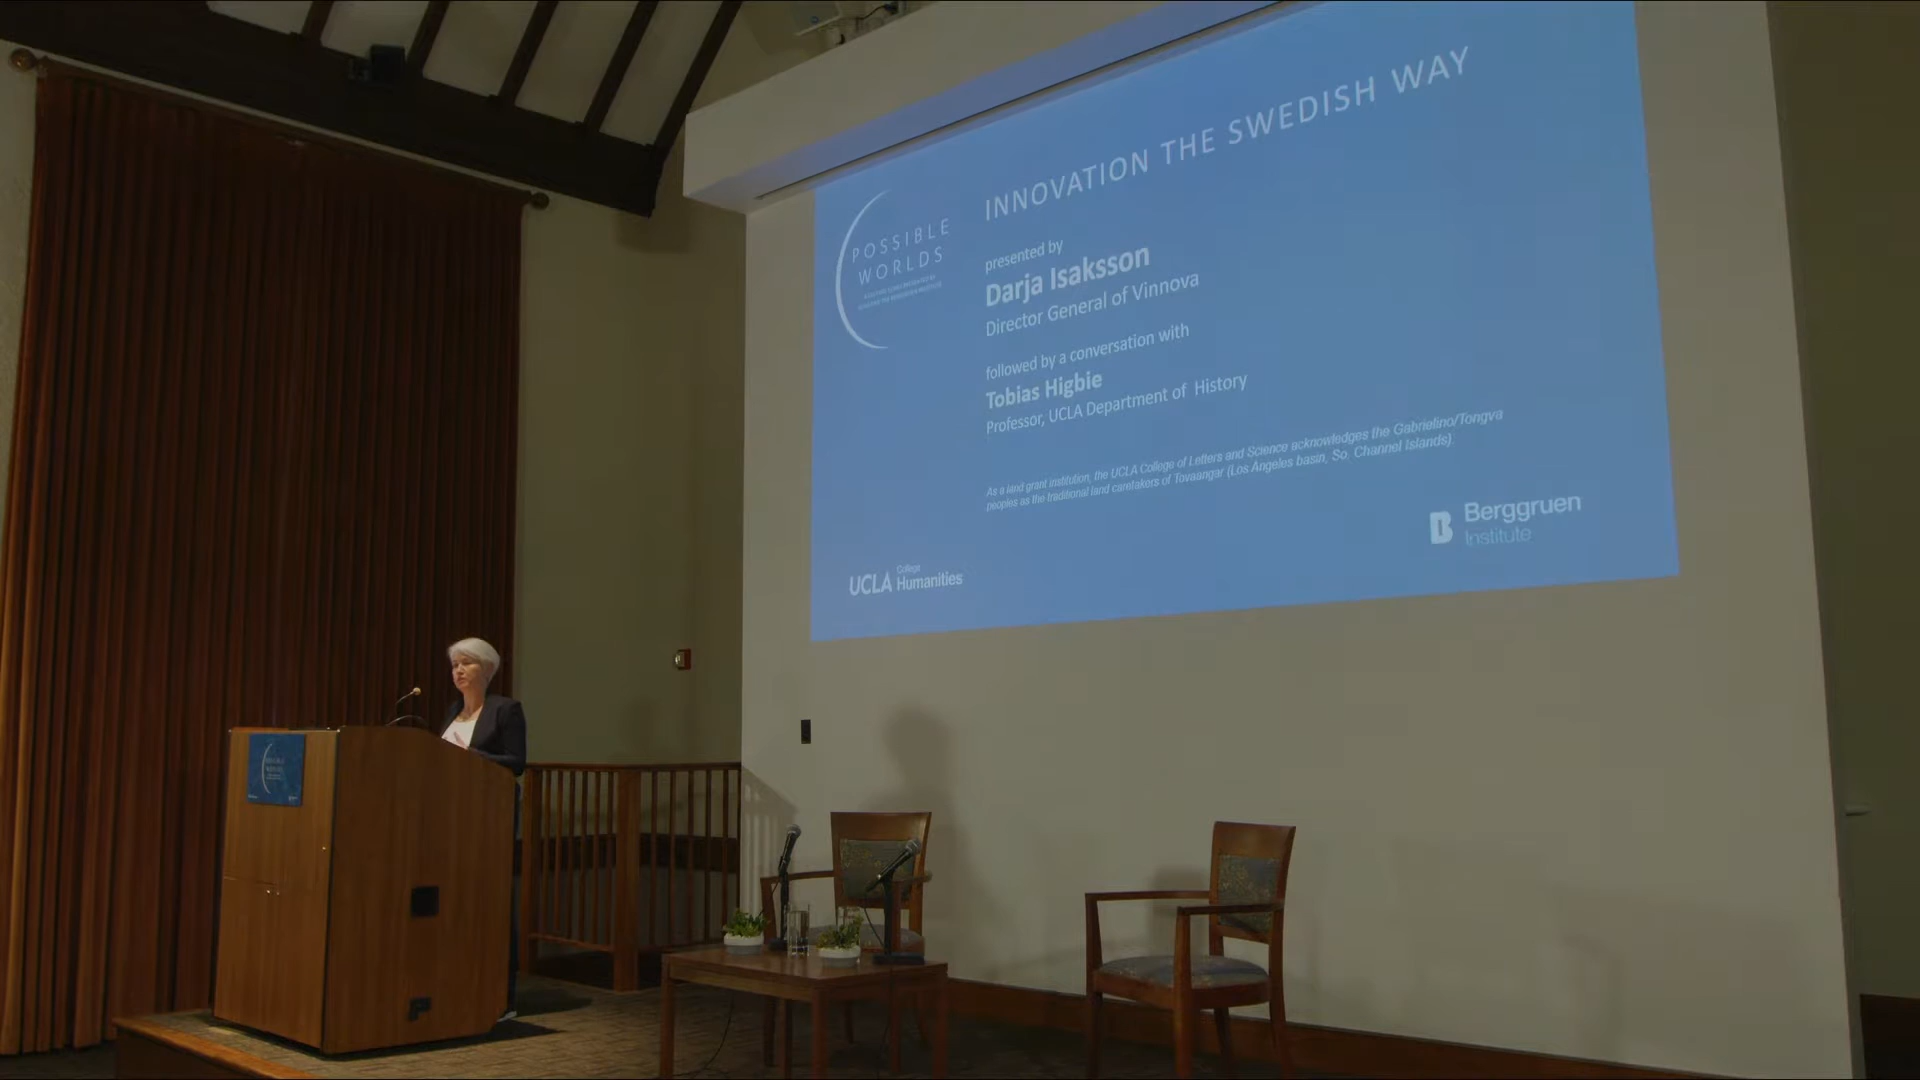 INNOVATION THE SWEDISH WAY
POSSIBLE
WORLDS
presented by
Darja Isaksson
Director General of Vinnova
followed by a conversation with
Tobias Higbie
Professor, UCLA Department of History
As a land grant institution, the UCLA College of Letters and Science acknowledges the Gabrielino/Tongva
peoples as the traditional land caretakers of Tovaangar (Los Angeles basin, So. Channel Islands).
UCLA College
Humanities
Berggruen
Institute